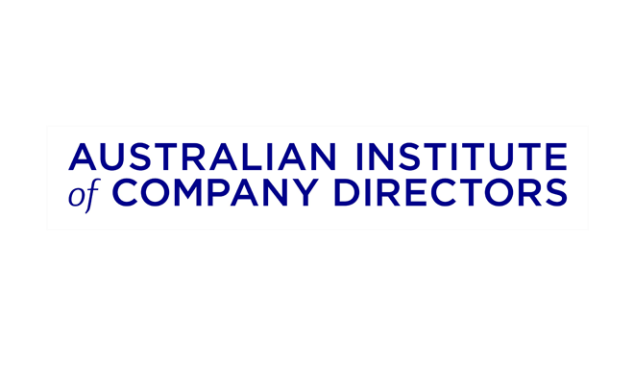 AUSTRALIAN INSTITUTE
of COMPANY DIRECTORS